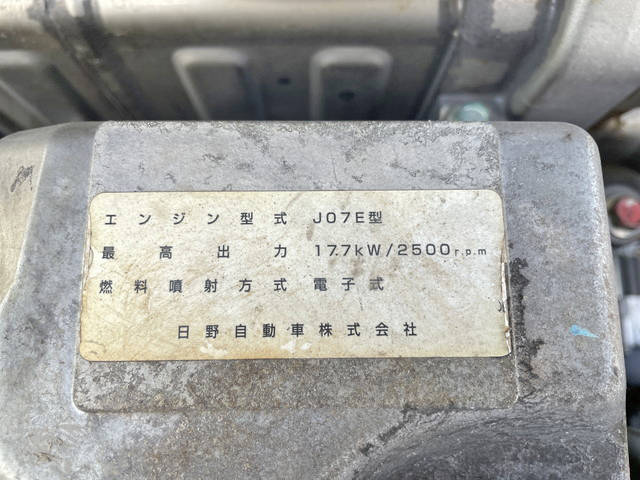 エンジン型式 J07E型
最高出力 177kW/2500r.p.m
燃料噴射方式 電子式
日野自動車株式会社